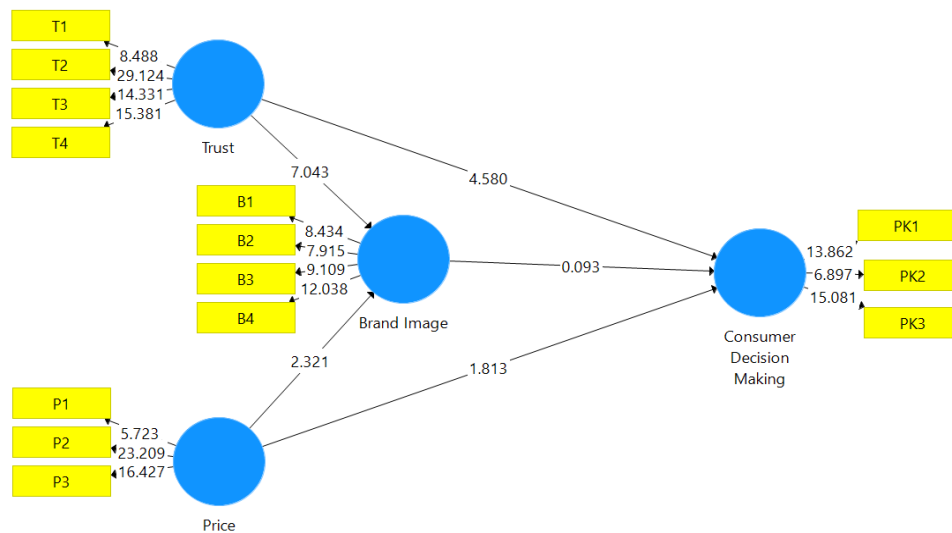 T1
T2
T3
T4
8.488
29.124
14.331
15.381
Trust
7.043
4.580
B1
B2
B3
B4
8.434
7.915
9.109
12.038
Brand Image
0.093
2.321
1.813
13.862
6.897
15.081
PK1
PK2
PK3
Consumer
Decision
Making
P1
P2
P3
5.723
23.209
16.427
Price